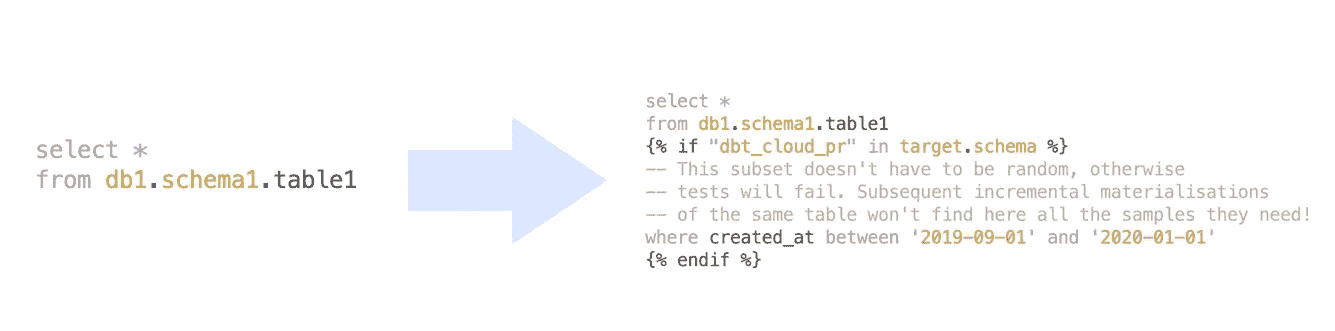 select *
from db1.schema1.table1
select *
from db1.schema1.table1
{% if "dbt_cloud_pr" in target.schema %}
-- This subset doesn't have to be random, otherwise
-- tests will fail. Subsequent incremental materialisations
-- of the same table won't find here all the samples they need!
where created_at between '2019-09-01' and '2020-01-01'
{% endif %}